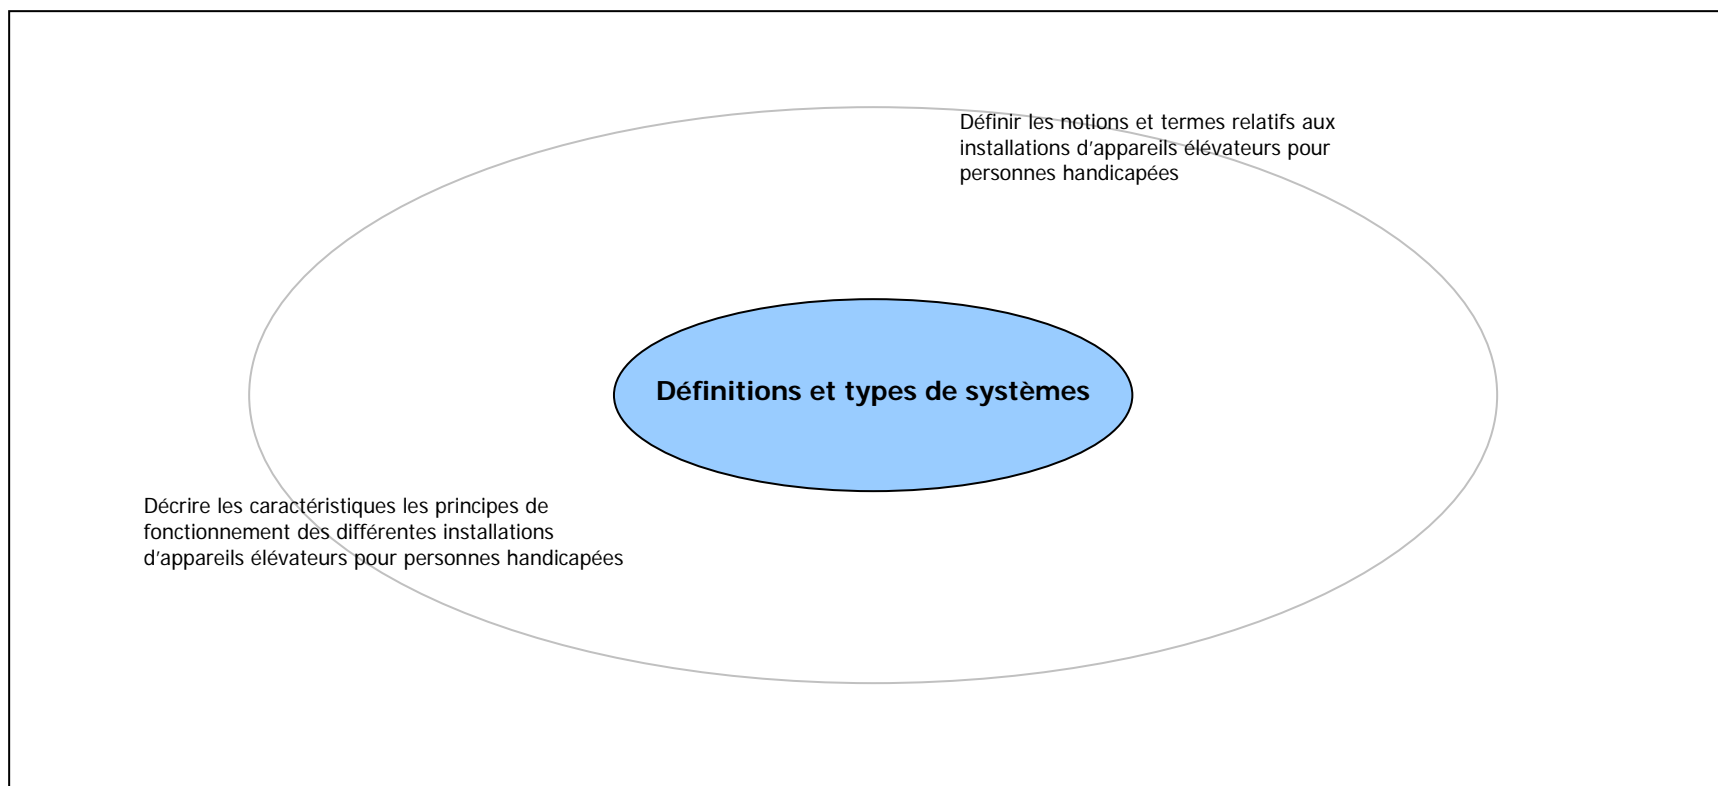 Définir les notions et termes relatifs aux
installations d'appareils élévateurs pour
personnes handicapées
Définitions et types de systèmes
Décrire les caractéristiques les principes de
fonctionnement des différentes installations
d'appareils élévateurs pour personnes handicapées